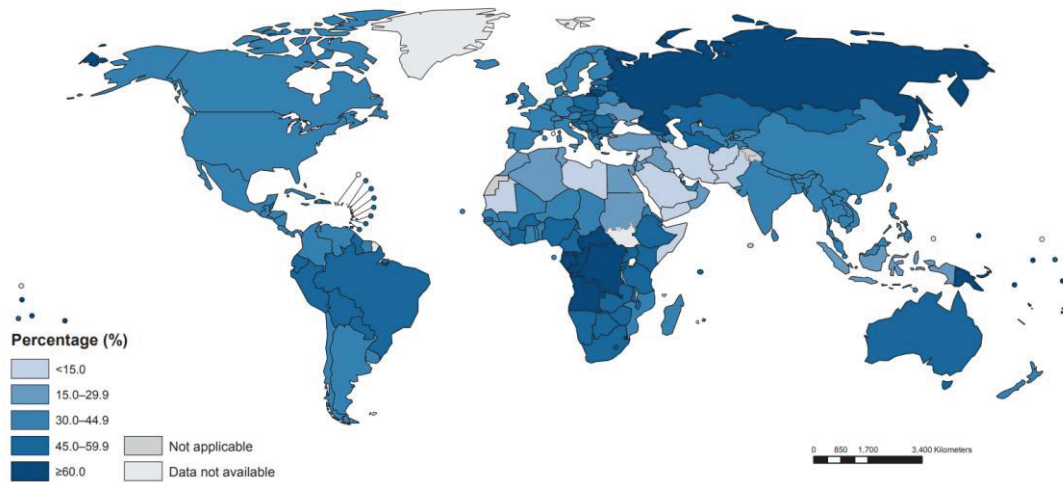 Percentage (%)
<15.0
15.0–29.9
30.0–44.9
45.0–59.9
≥60.0
Not applicable
Data not available
0 850 1,700 3,400 Kilometers